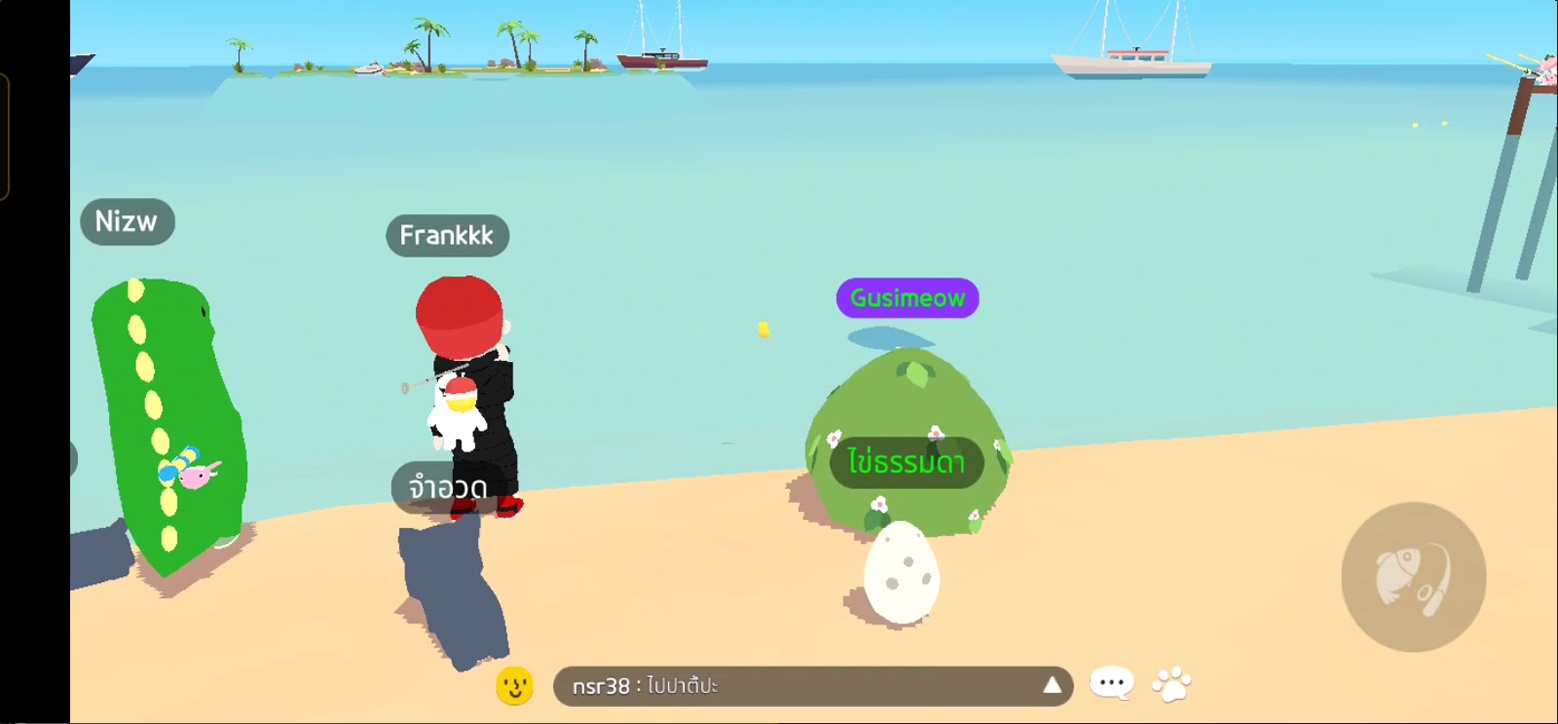 Nizw
Frankkk
Gusimeow
ไข่ธรรมดา
จำอวด
nsr38 : ไปปาตี้ปะ